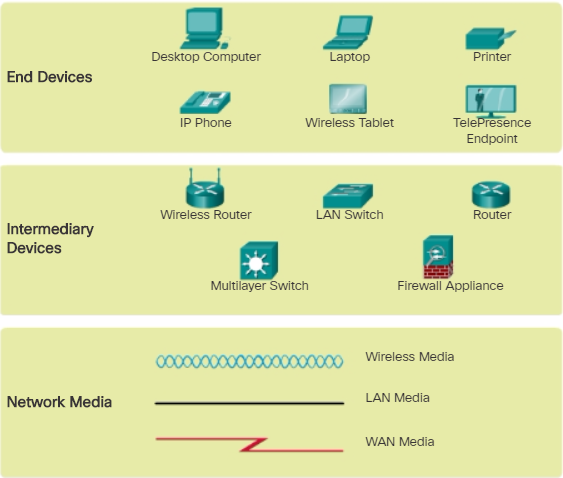 End Devices
Desktop Computer
Laptop
Printer
IP Phone
Wireless Tablet
TelePresence
Endpoint
Intermediary
Devices
Wireless Router
LAN Switch
Router
Multilayer Switch
Firewall Appliance
Network Media
Wireless Media
LAN Media
WAN Media